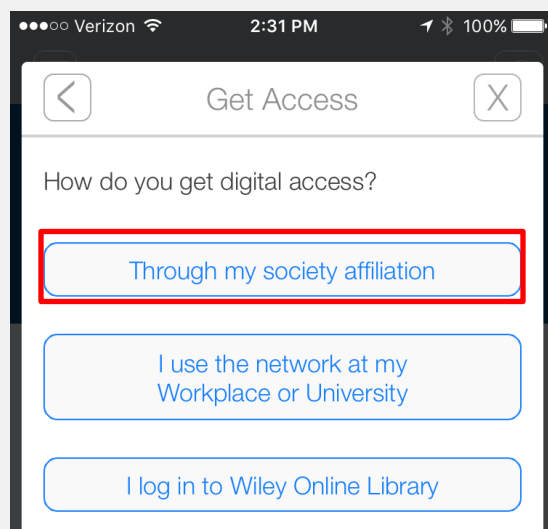 Verizon 2:31 PM 100%
Get Access X
How do you get digital access?
Through my society affiliation
I use the network at my
Workplace or University
I log in to Wiley Online Library